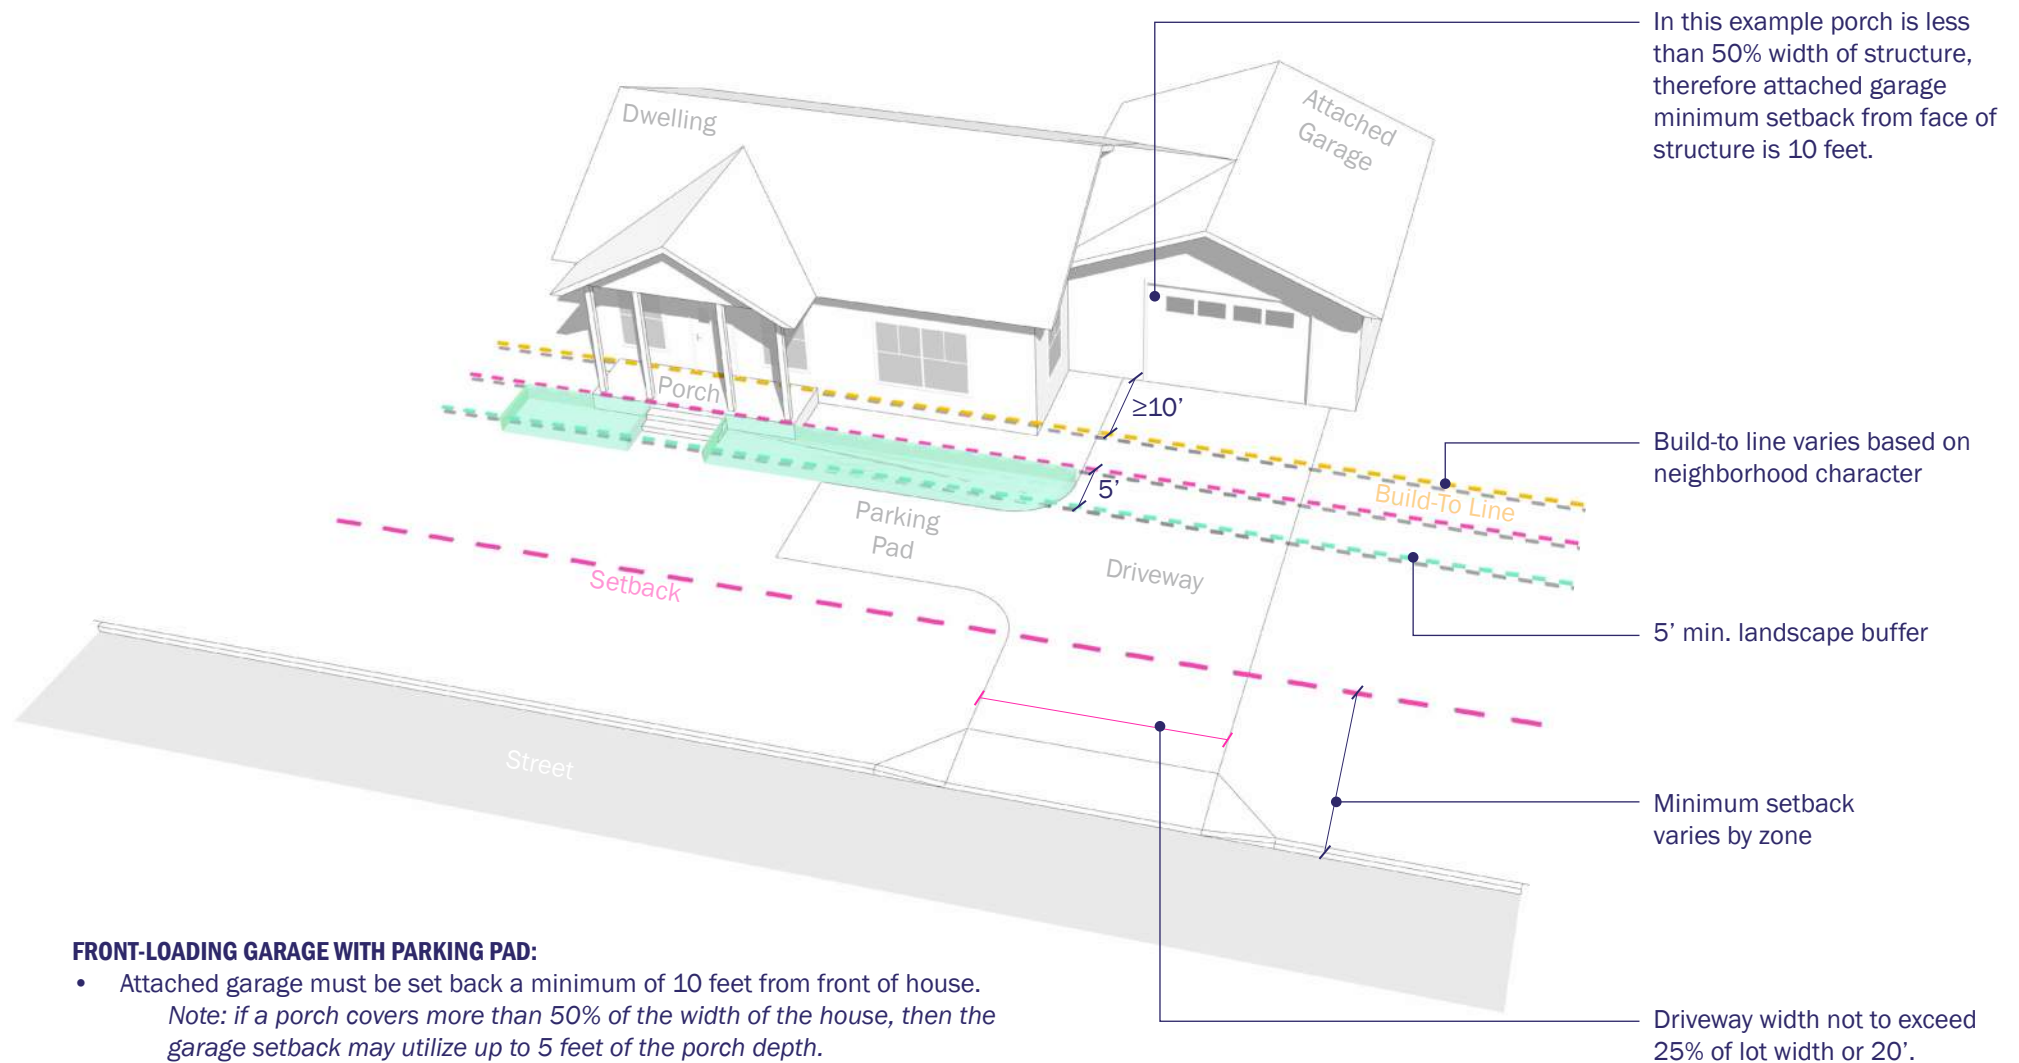 In this example porch is less
than 50% width of structure,
therefore attached garage
minimum setback from face of
structure is 10 feet.
Dwelling
Attached
Garage
Porch
≥10’
Build-to line varies based on
neighborhood character
Build-To Line
5’
Parking
Pad
Driveway
Setback
5’ min. landscape buffer
Street
Minimum setback
varies by zone
FRONT-LOADING GARAGE WITH PARKING PAD:
• Attached garage must be set back a minimum of 10 feet from front of house.
Note: if a porch covers more than 50% of the width of the house, then the
garage setback may utilize up to 5 feet of the porch depth.
Driveway width not to exceed
25% of lot width or 20’.